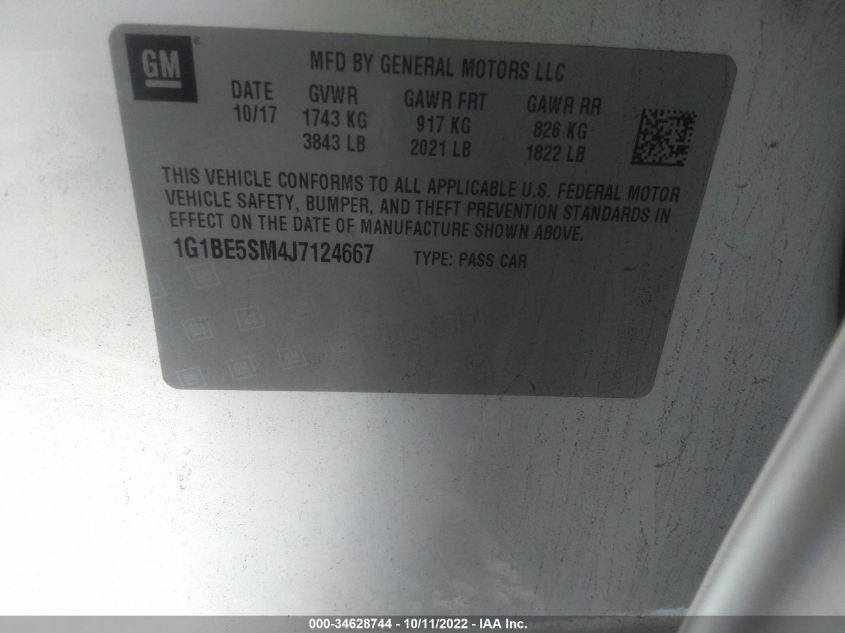 GM®
MFD BY GENERAL MOTORS LLC
DATE GVWR GAWR FRT GAWR RR
10/17 1743 KG 917 KG 826 KG
3843 LB 2021 LB 1822 LB
THIS VEHICLE CONFORMS TO ALL APPLICABLE U.S. FEDERAL MOTOR
VEHICLE SAFETY, BUMPER, AND THEFT PREVENTION STANDARDS IN
EFFECT ON THE DATE OF MANUFACTURE SHOWN ABOVE.
1G1BE5SM4J7124667 TYPE: PASS CAR
000-34628744 - 10/11/2022 - IAA Inc.